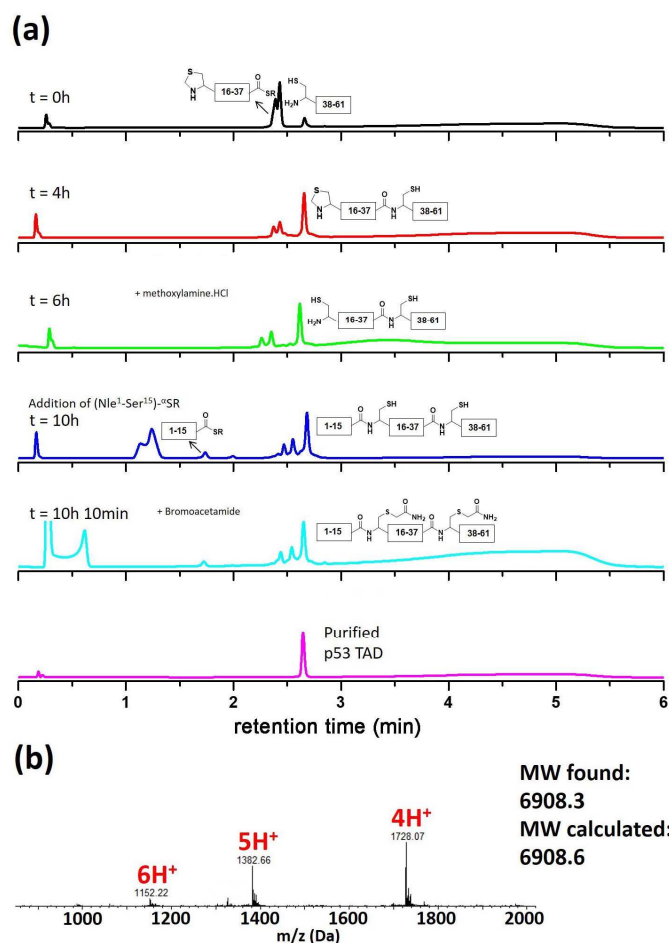 (a)
t = 0h
S
NH
16-37
O
SR
HS
H₂N
38-61
t = 4h
S
NH
16-37
O
N
H
SH
38-61
t = 6h
+ methoxylamine.HCl
HS
H₂N
16-37
O
N
H
SH
38-61
Addition of (Nle¹-Ser¹⁵)-ᵅSR
t = 10h
1-15
O
SR
1-15
O
N
H
SH
16-37
O
N
H
SH
38-61
t = 10h 10min
+ Bromoacetamide
1-15
O
N
H
S
O
NH₂
16-37
O
N
H
S
O
NH₂
38-61
Purified
p53 TAD
0 1 2 3 4 5 6
retention time (min)
(b)
6H⁺
1152.22
5H⁺
1382.66
4H⁺
1728.07
MW found:
6908.3
MW calculated:
6908.6
1000 1200 1400 1600 1800 2000
m/z (Da)